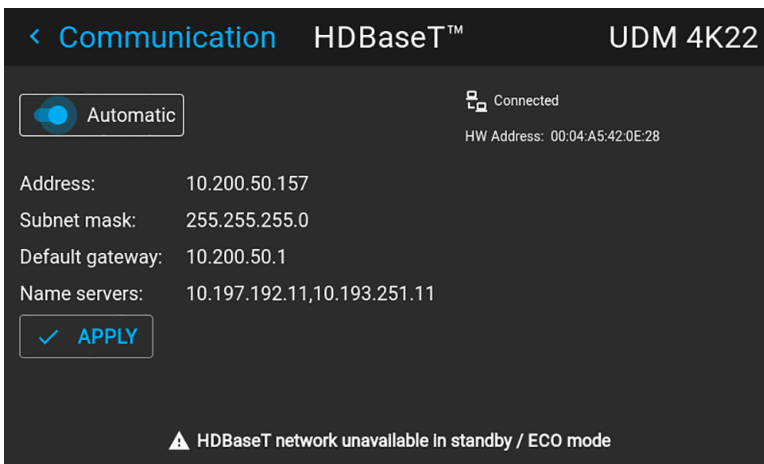 Communication HDBaseT™ UDM 4K22
Automatic
Connected
HW Address: 00:04:A5:42:0E:28
Address: 10.200.50.157
Subnet mask: 255.255.255.0
Default gateway: 10.200.50.1
Name servers: 10.197.192.11,10.193.251.11
APPLY
HDBaseT network unavailable in standby / ECO mode